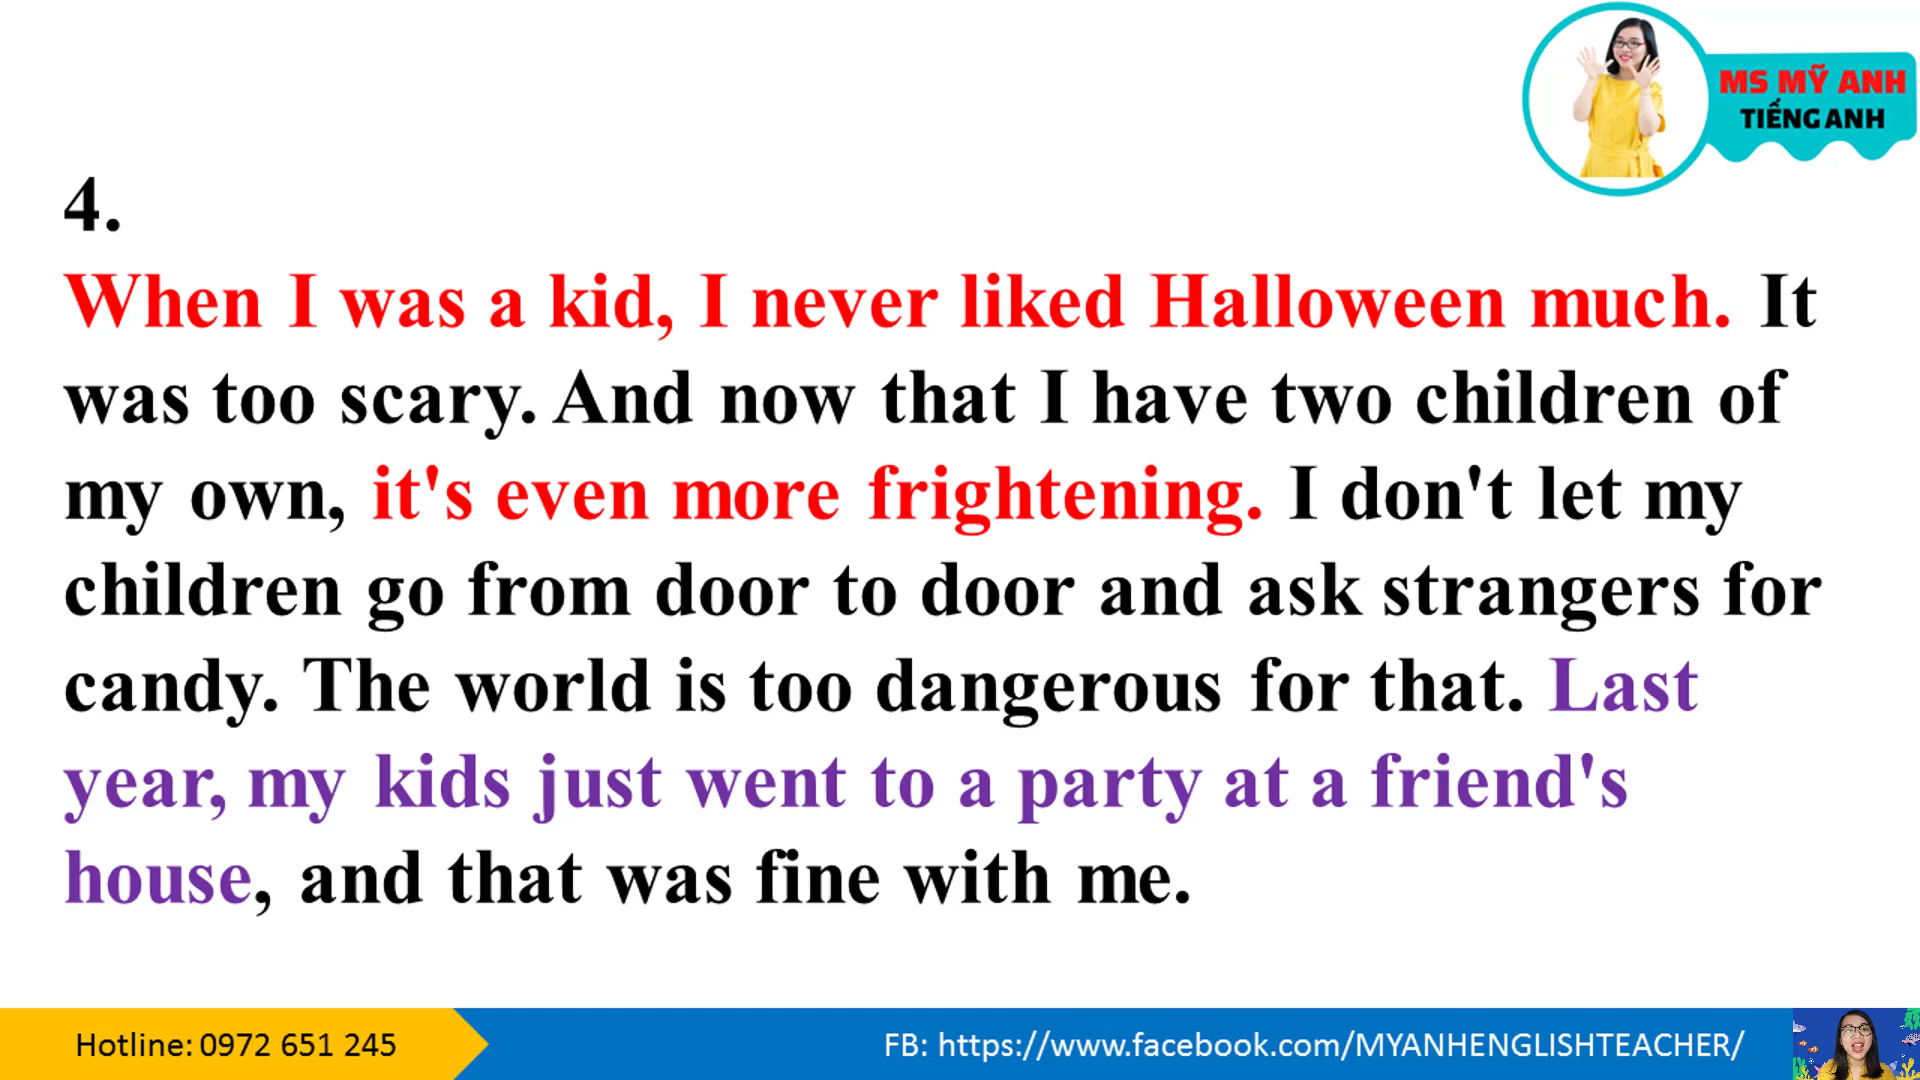 MS MỸ ANH
TIẾNG ANH
4.
When I was a kid, I never liked Halloween much. It
was too scary. And now that I have two children of
my own, it's even more frightening. I don't let my
children go from door to door and ask strangers for
candy. The world is too dangerous for that. Last
year, my kids just went to a party at a friend's
house, and that was fine with me.
Hotline: 0972 651 245
FB: https://www.facebook.com/MYANHENGLISHTEACHER/